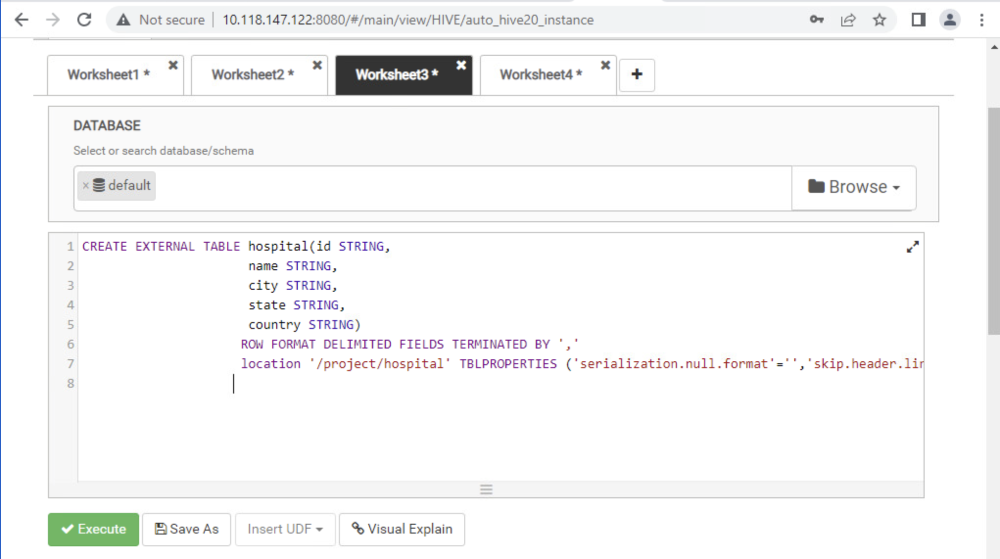 Not secure | 10.118.147.122:8080/#/main/view/HIVE/auto_hive20_instance
Worksheet1 * Worksheet2 * Worksheet3 * Worksheet4 * +
DATABASE
Select or search database/schema
× default Browse
1 CREATE EXTERNAL TABLE hospital(id STRING,
2 name STRING,
3 city STRING,
4 state STRING,
5 country STRING)
6 ROW FORMAT DELIMITED FIELDS TERMINATED BY ','
7 location '/project/hospital' TBLPROPERTIES ('serialization.null.format'='','skip.header.lin
8
Execute Save As Insert UDF Visual Explain